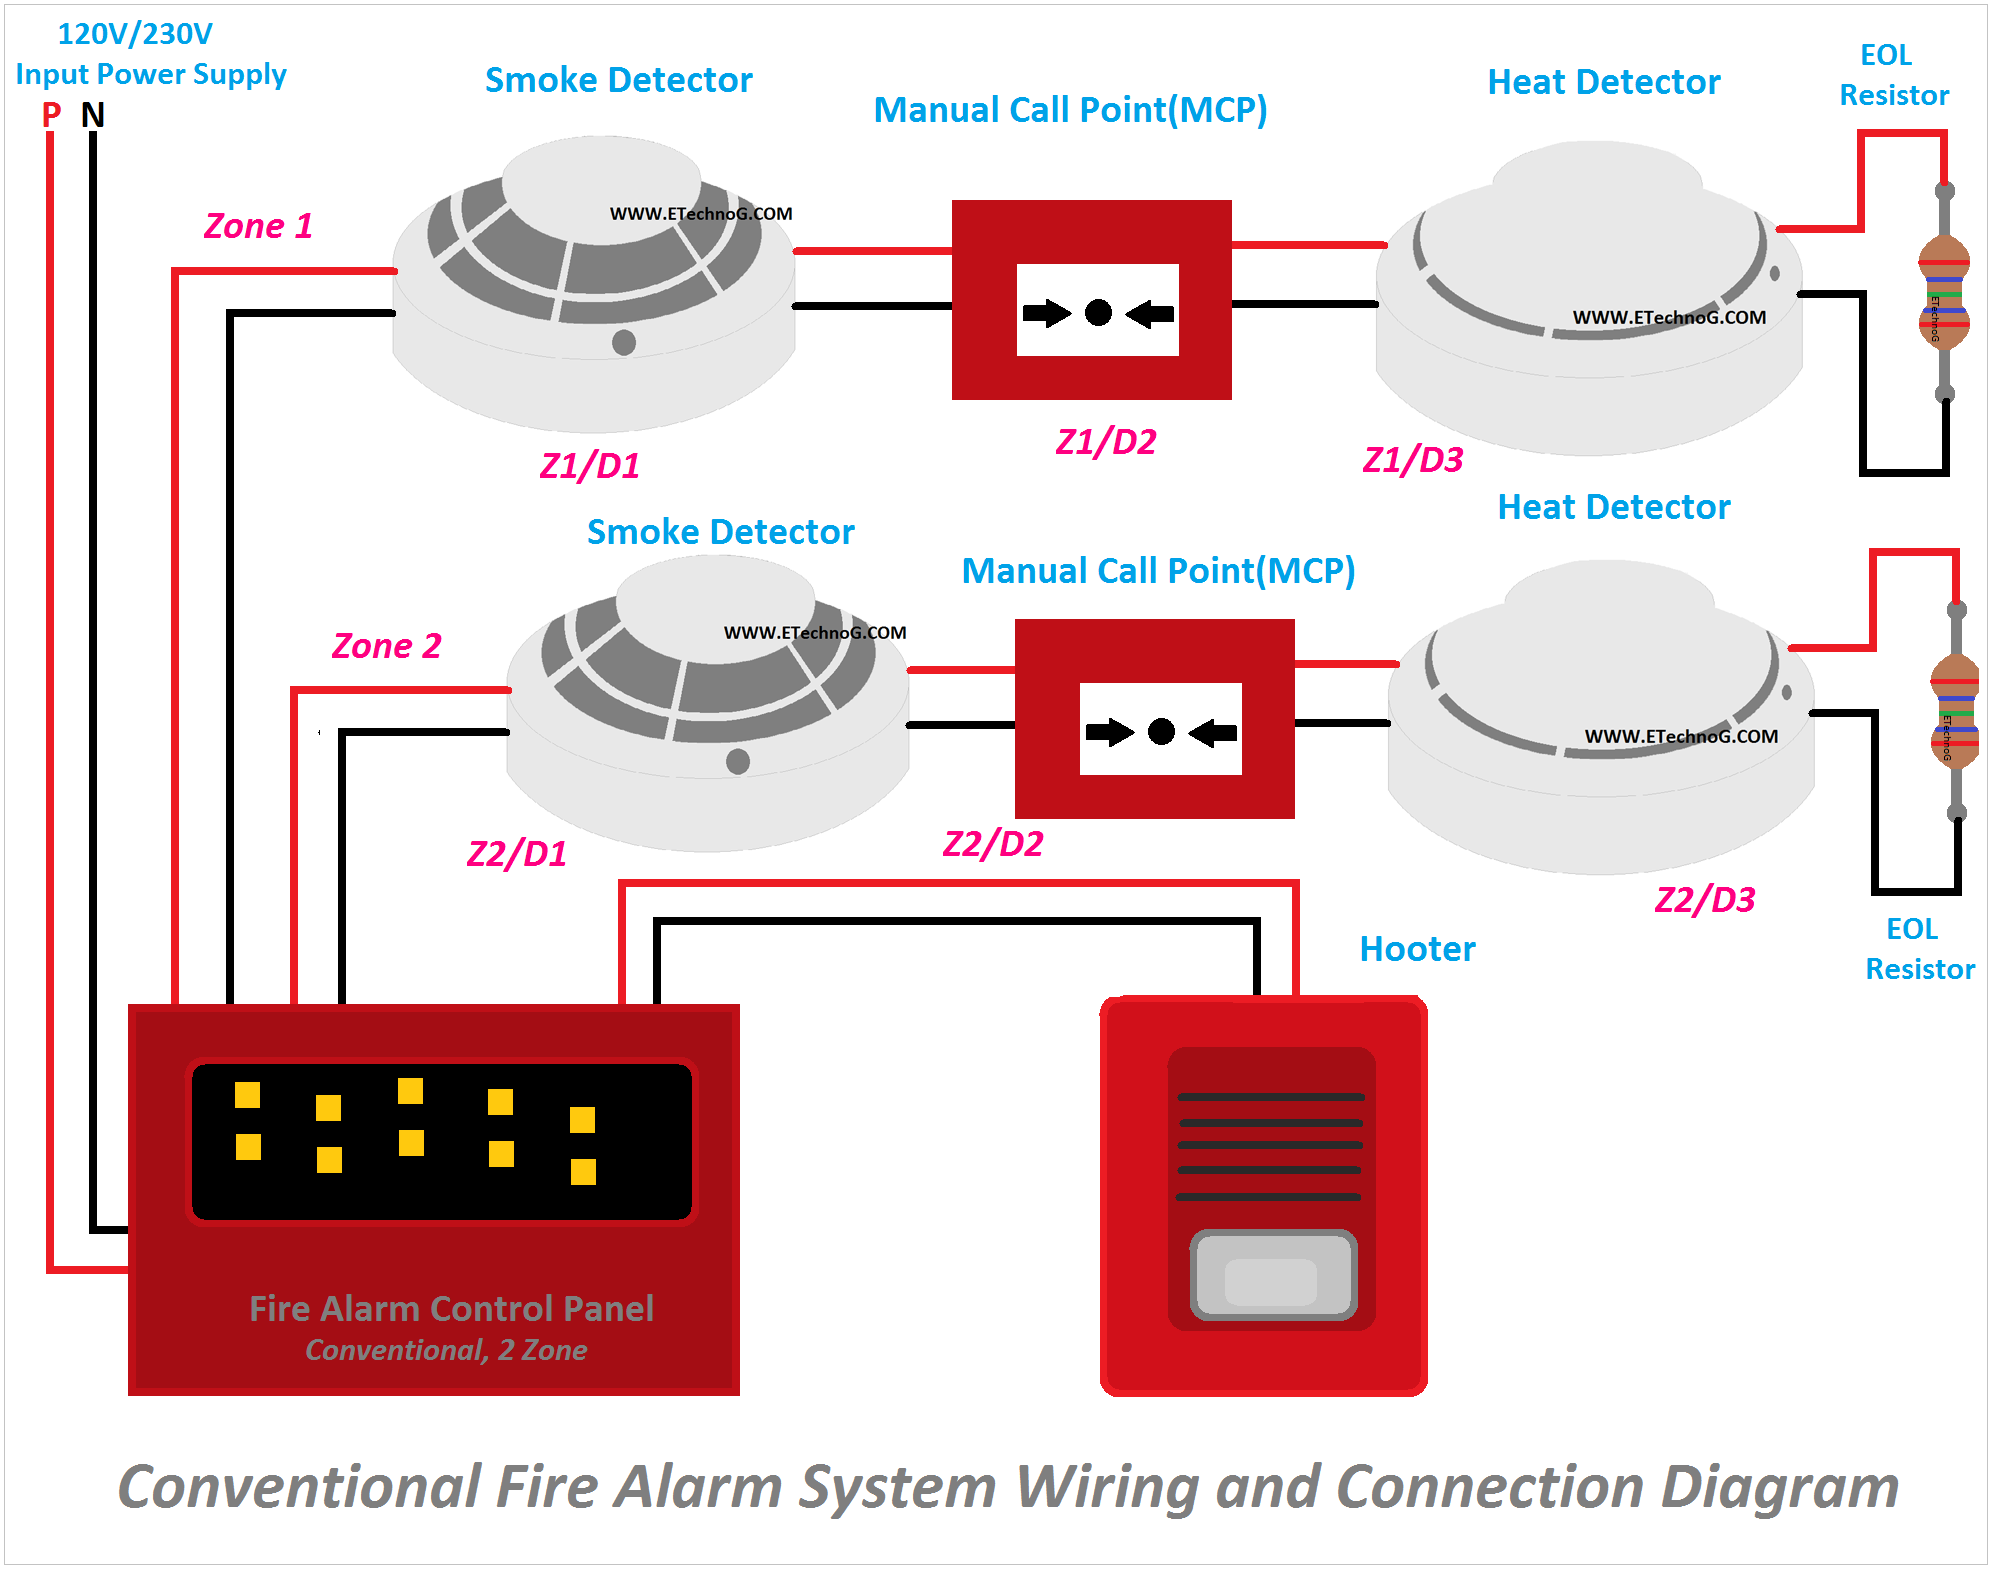 120V/230V
Input Power Supply
P N
Smoke Detector
Manual Call Point(MCP)
Heat Detector
EOL
Resistor
Zone 1
WWW.ETechnoG.COM
WWW.ETechnoG.COM
ETechnoG
Z1/D1
Z1/D2
Z1/D3
Smoke Detector
Manual Call Point(MCP)
Heat Detector
Zone 2
WWW.ETechnoG.COM
WWW.ETechnoG.COM
ETechnoG
Z2/D1
Z2/D2
Z2/D3
Hooter
EOL
Resistor
Fire Alarm Control Panel
Conventional, 2 Zone
Conventional Fire Alarm System Wiring and Connection Diagram